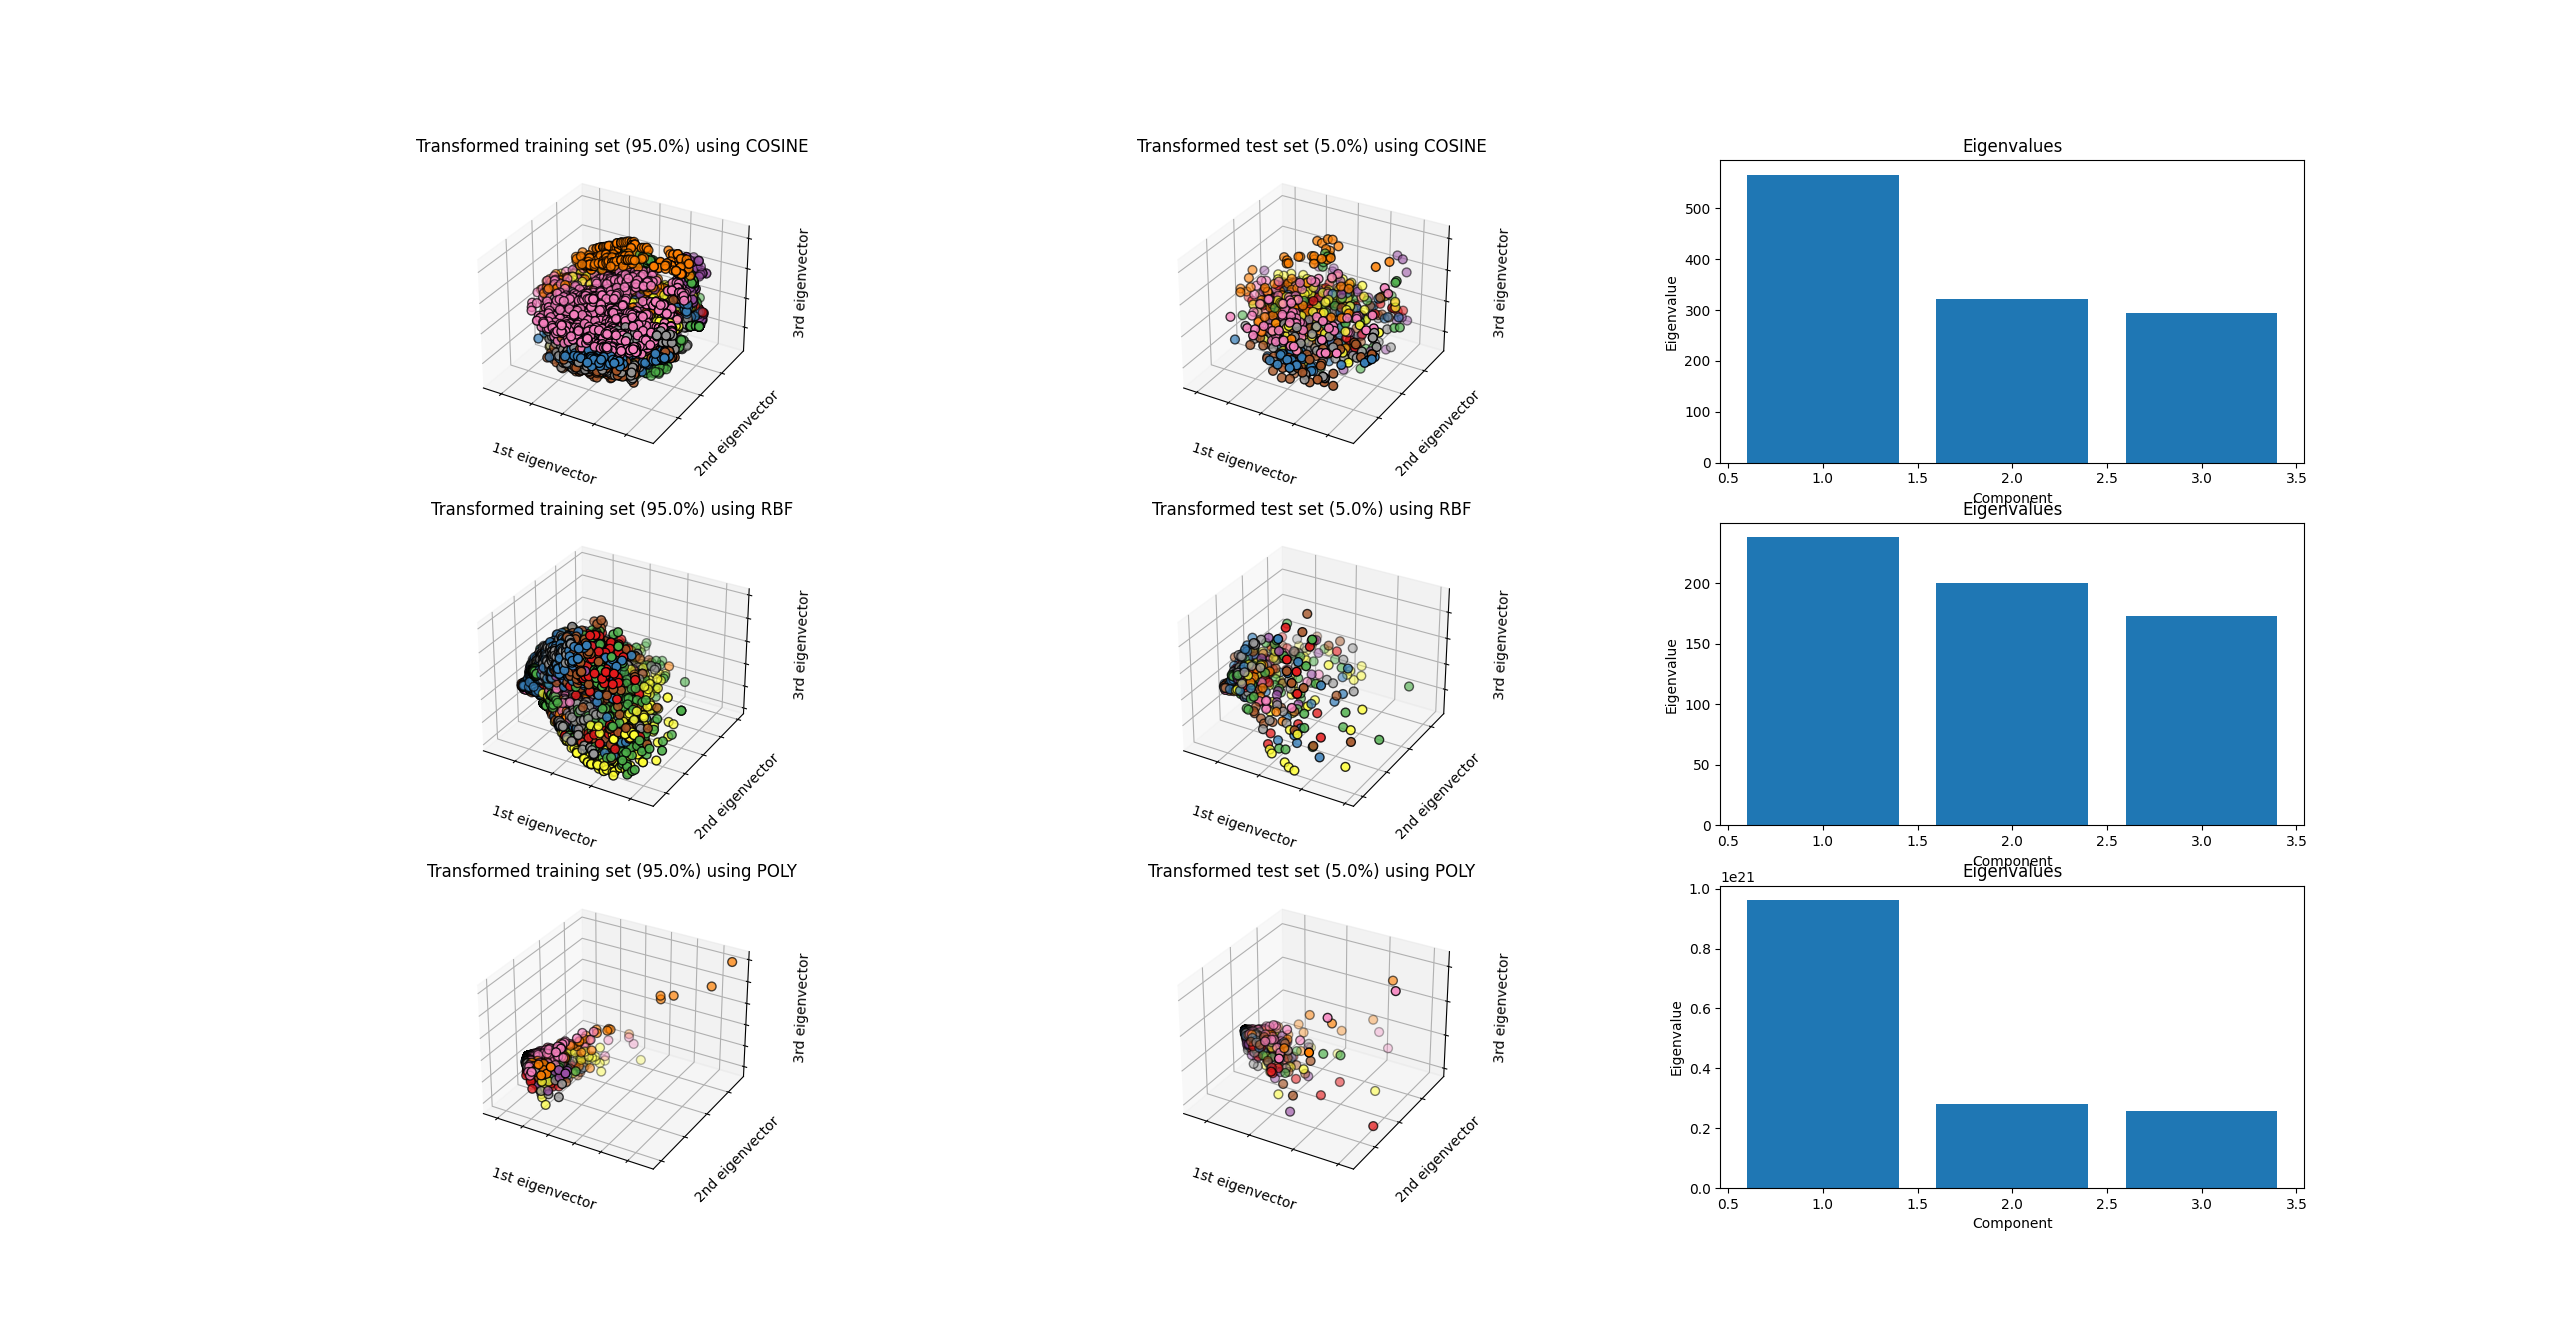 Transformed training set (95.0%) using COSINE
1st eigenvector
2nd eigenvector
3rd eigenvector
Transformed test set (5.0%) using COSINE
1st eigenvector
2nd eigenvector
3rd eigenvector
Eigenvalues
Eigenvalue
500
400
300
200
100
0
0.5 1.0 1.5 2.0 2.5 3.0 3.5
Component
Transformed training set (95.0%) using RBF
1st eigenvector
2nd eigenvector
3rd eigenvector
Transformed test set (5.0%) using RBF
1st eigenvector
2nd eigenvector
3rd eigenvector
Eigenvalues
Eigenvalue
200
150
100
50
0
0.5 1.0 1.5 2.0 2.5 3.0 3.5
Component
Transformed training set (95.0%) using POLY
1st eigenvector
2nd eigenvector
3rd eigenvector
Transformed test set (5.0%) using POLY
1st eigenvector
2nd eigenvector
3rd eigenvector
Eigenvalues
1e21
Eigenvalue
1.0
0.8
0.6
0.4
0.2
0.0
0.5 1.0 1.5 2.0 2.5 3.0 3.5
Component